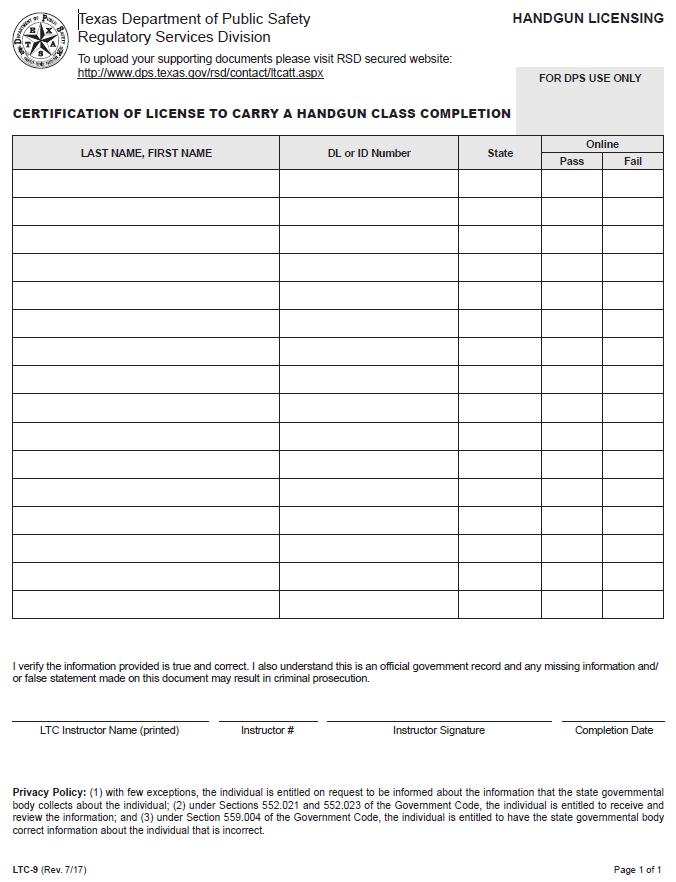 Texas Department of Public Safety
Regulatory Services Division
To upload your supporting documents please visit RSD secured website:
http://www.dps.texas.gov/rsd/contact/ltcatt.aspx
HANDGUN LICENSING
FOR DPS USE ONLY
CERTIFICATION OF LICENSE TO CARRY A HANDGUN CLASS COMPLETION
LAST NAME, FIRST NAME
DL or ID Number
State
Online
Pass
Fail
I verify the information provided is true and correct. I also understand this is an official government record and any missing information and/
or false statement made on this document may result in criminal prosecution.
LTC Instructor Name (printed)
Instructor #
Instructor Signature
Completion Date
Privacy Policy: (1) with few exceptions, the individual is entitled on request to be informed about the information that the state governmental
body collects about the individual; (2) under Sections 552.021 and 552.023 of the Government Code, the individual is entitled to receive and
review the information; and (3) under Section 559.004 of the Government Code, the individual is entitled to have the state governmental body
correct information about the individual that is incorrect.
LTC-9 (Rev. 7/17)
Page 1 of 1